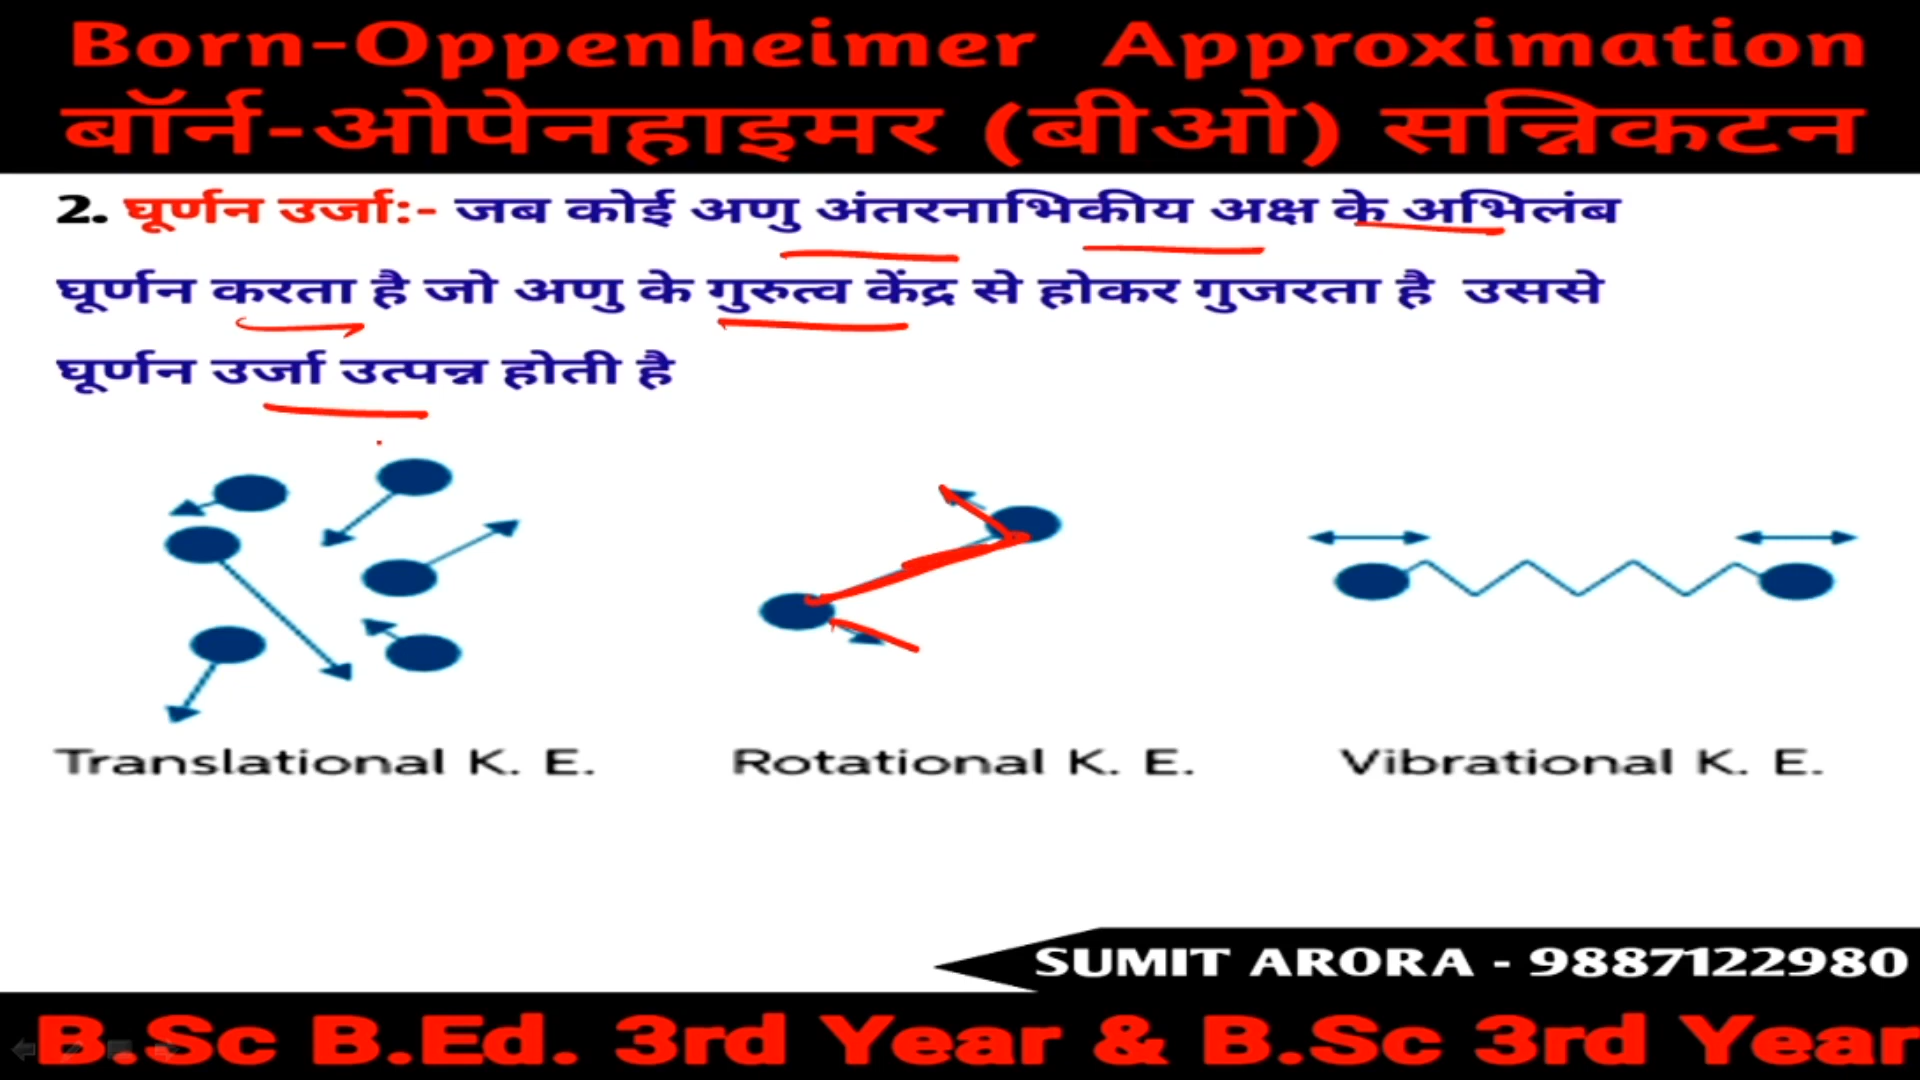 Born-Oppenheimer Approximation
बॉर्न-ओपेनहाइमर (बीओ) सन्निकटन
2. घूर्णन उर्जा:- जब कोई अणु अंतरनाभिकीय अक्ष के अभिलंब
घूर्णन करता है जो अणु के गुरुत्व केंद्र से होकर गुजरता है उससे
घूर्णन उर्जा उत्पन्न होती है
Translational K. E.
Rotational K. E.
Vibrational K. E.
SUMIT ARORA - 9887122980
B.Sc B.Ed. 3rd Year & B.Sc 3rd Year